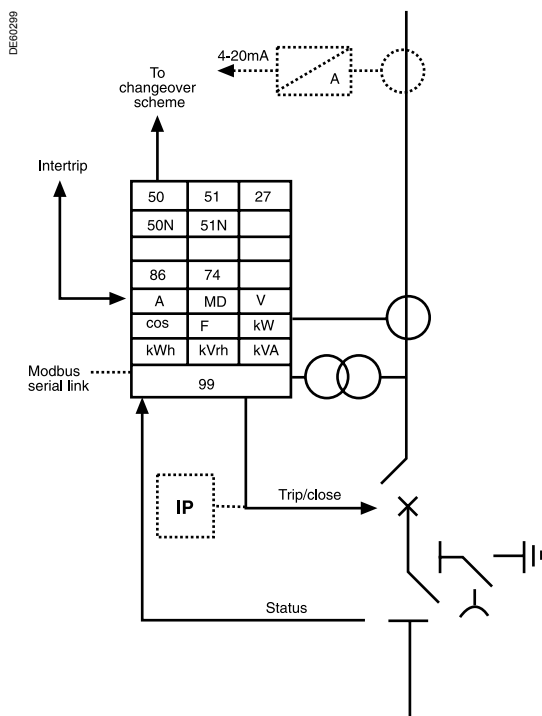 DE60299
4-20mA
A
To
changeover
scheme
Intertrip
50 51 27
50N 51N
86 74
A MD V
cos F kW
kWh kVrh kVA
99
Modbus
serial link
IP
Trip/close
Status